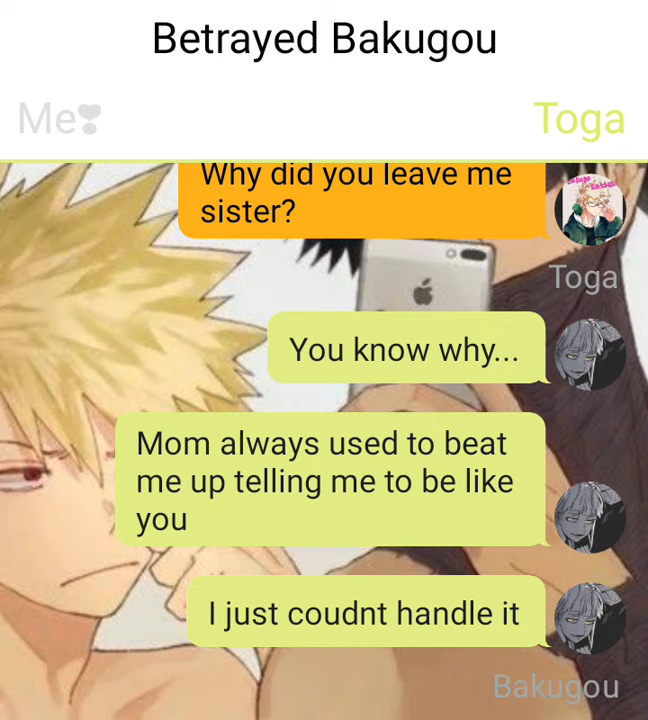 Betrayed Bakugou
Me❣
Toga
Why did you leave me
sister?
Toga
You know why...
Mom always used to beat
me up telling me to be like
you
I just coudnt handle it
Bakugou